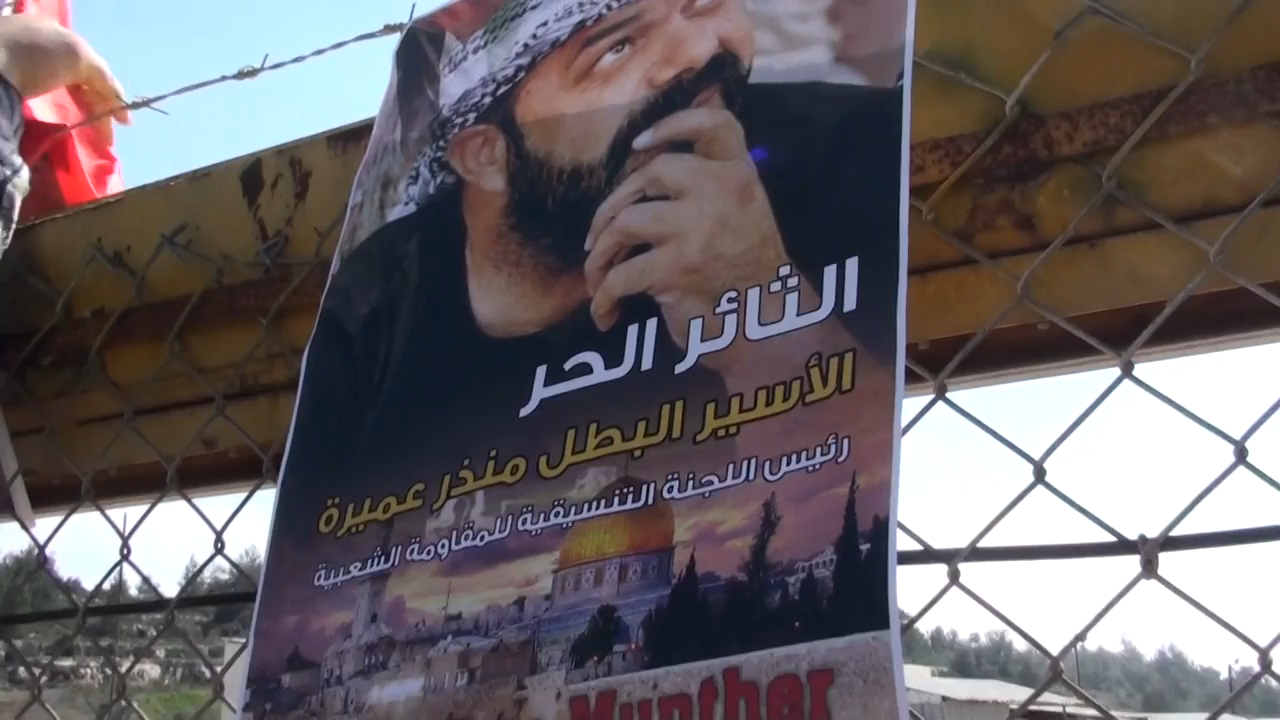 الثائر الحر
الأسير البطل منذر عميرة
رئيس اللجنة التنسيقية للمقاومة الشعبية
Munther